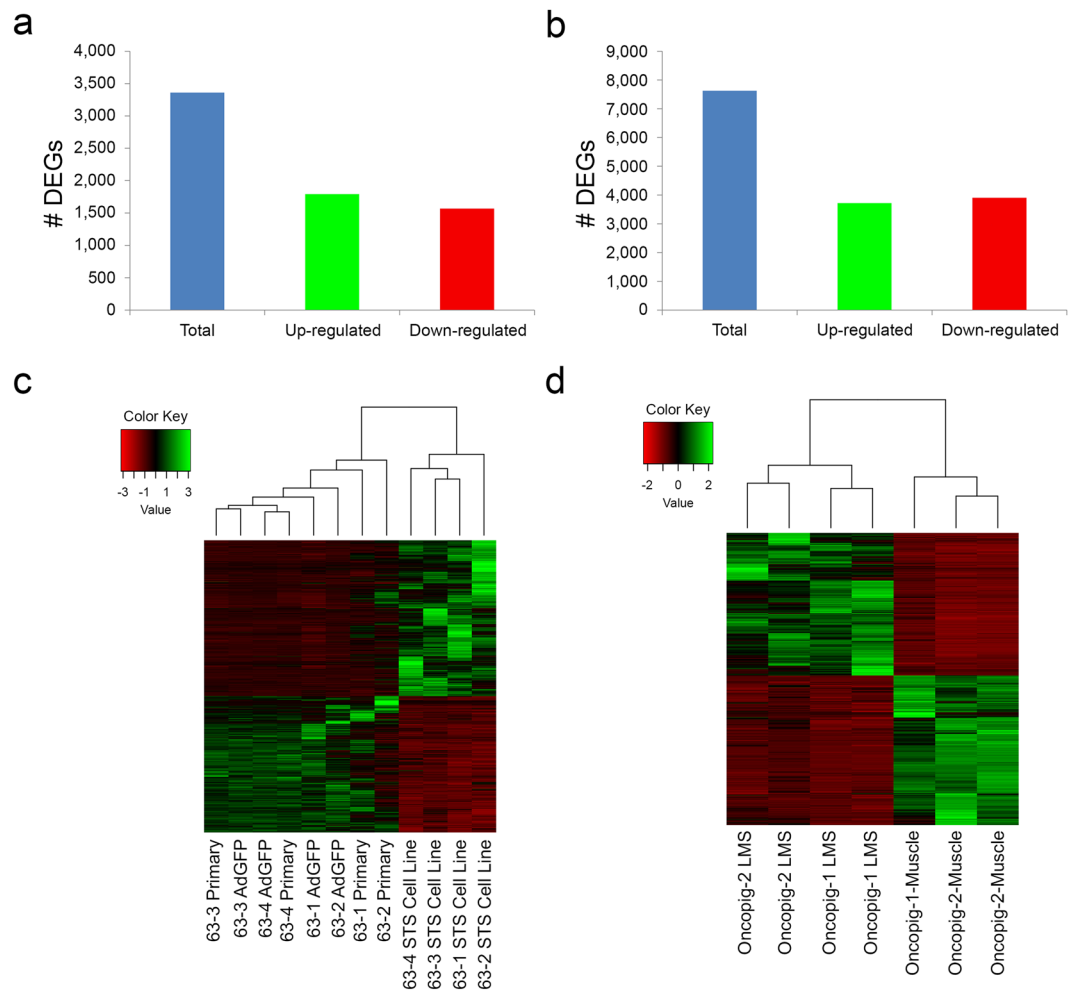 a
4,000
3,500
3,000
2,500
2,000
1,500
1,000
500
0
# DEGs
Total
Up-regulated
Down-regulated
b
9,000
8,000
7,000
6,000
5,000
4,000
3,000
2,000
1,000
0
# DEGs
Total
Up-regulated
Down-regulated
c
Color Key
-3 -1 1 3
Value
63-3 Primary
63-3 AdGFP
63-4 AdGFP
63-4 Primary
63-1 AdGFP
63-2 AdGFP
63-1 Primary
63-2 Primary
63-4 STS Cell Line
63-3 STS Cell Line
63-1 STS Cell Line
63-2 STS Cell Line
d
Color Key
-2 0 2
Value
Oncopig-2 LMS
Oncopig-2 LMS
Oncopig-1 LMS
Oncopig-1 LMS
Oncopig-1-Muscle
Oncopig-2-Muscle
Oncopig-2-Muscle